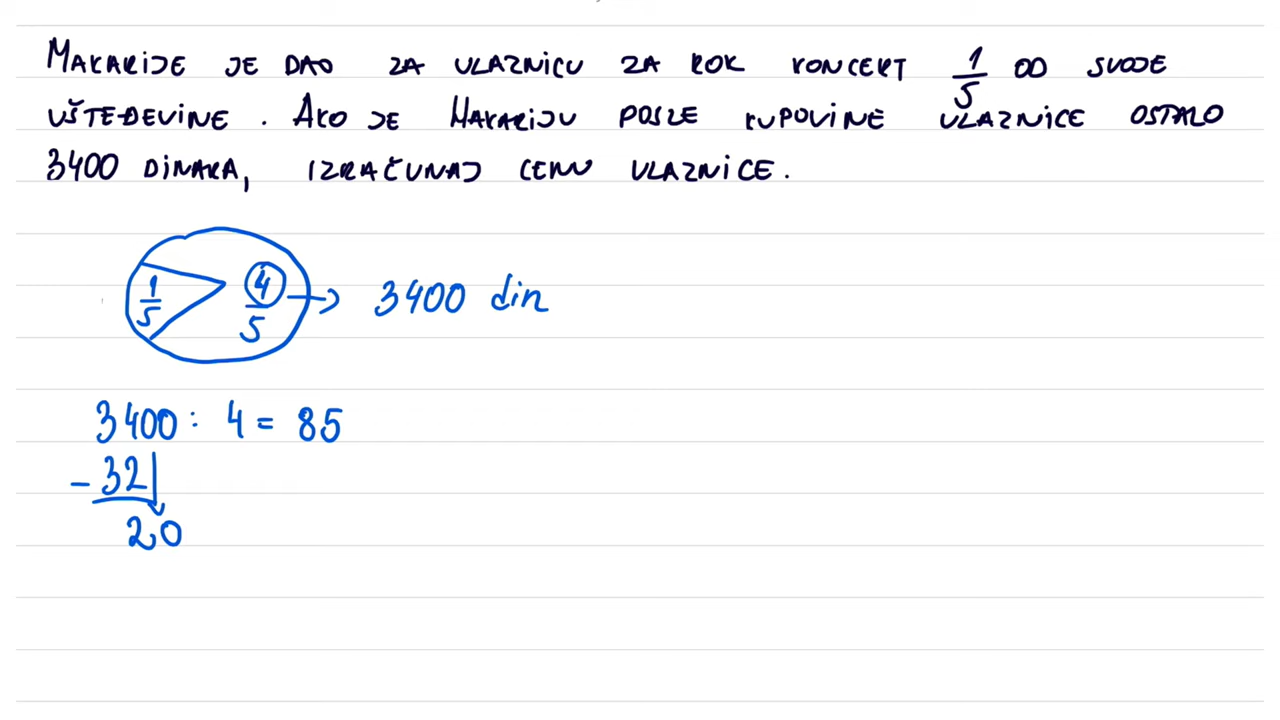 MAKARIJE JE DAO ZA ULAZNICU ZA ROK KONCERT 1/5 OD SVOJE
UŠTEĐEVINE. AKO JE MAKARIJU POSLE KUPOVINE ULAZNICE OSTALO
3400 DINARA, IZRAČUNAJ CENU ULAZNICE.
1/5 4/5 → 3400 din
3400 : 4 = 85
- 32
20